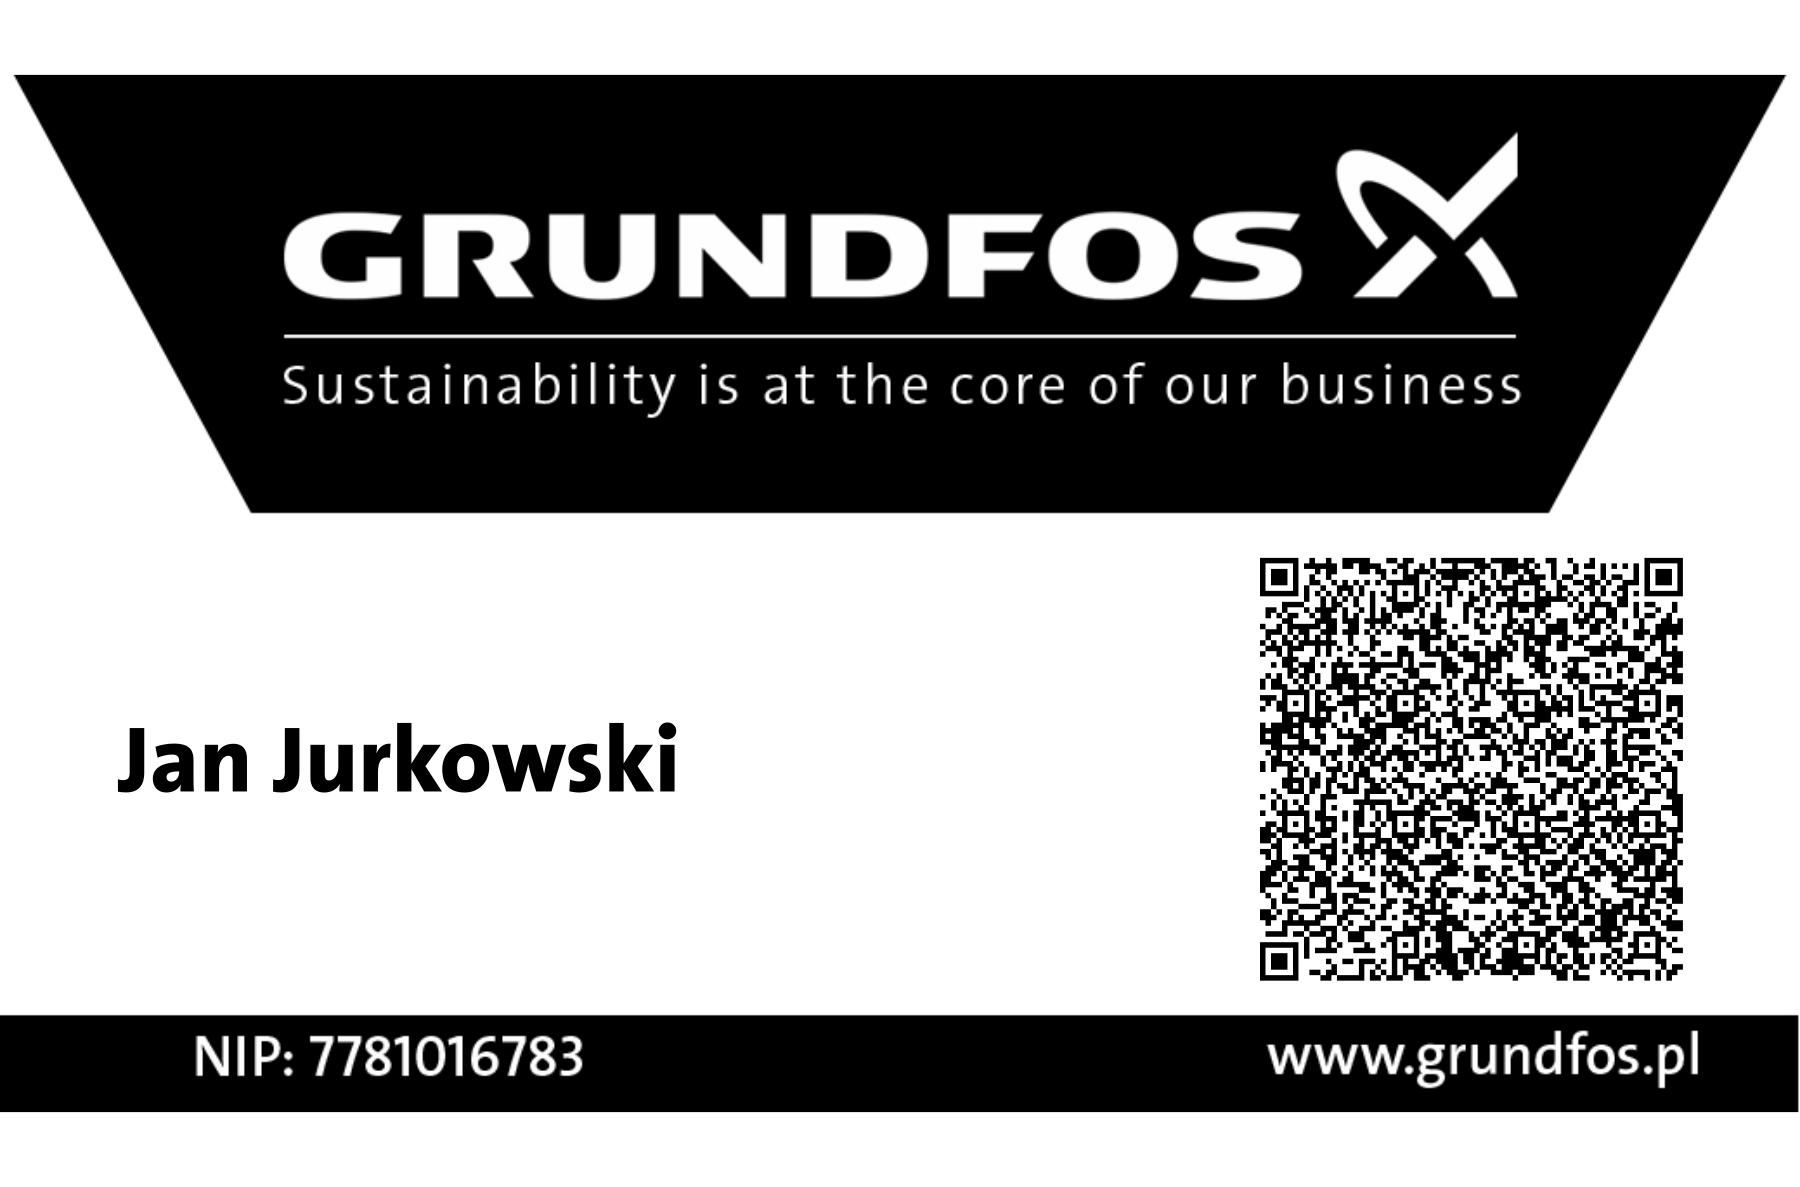 GRUNDFOS
Sustainability is at the core of our business
Jan Jurkowski
NIP: 7781016783
www.grundfos.pl